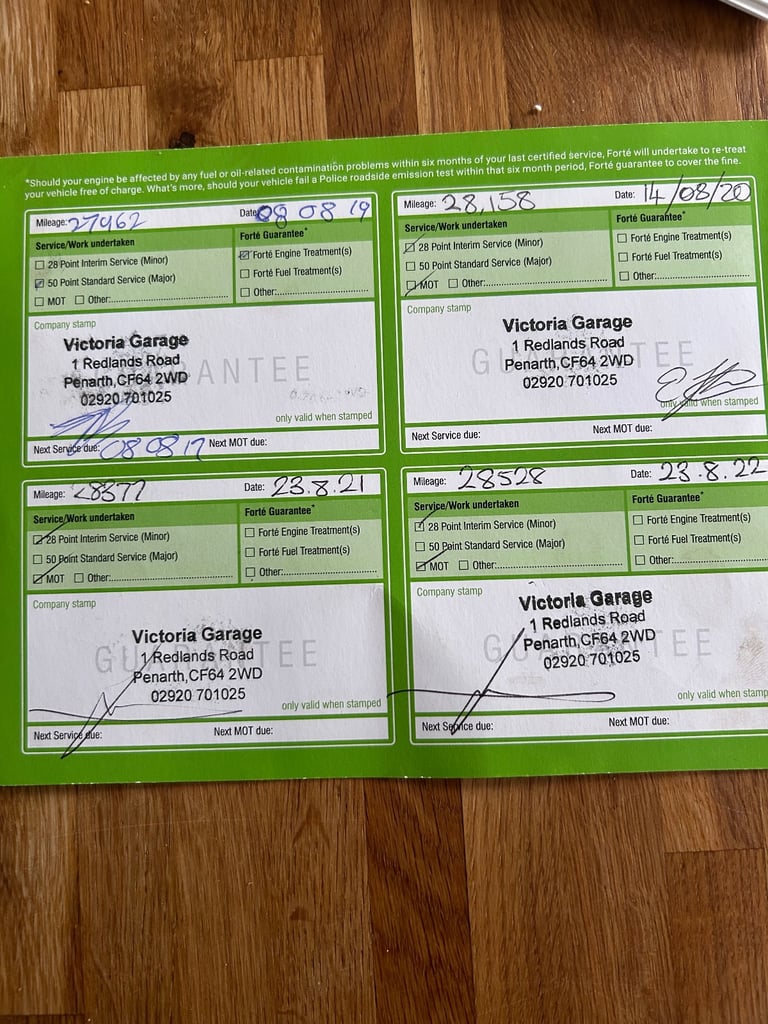 *Should your engine be affected by any fuel or oil-related contamination problems within six months of your last certified service, Forté will undertake to re-treat
your vehicle free of charge. What's more, should your vehicle fail a Police roadside emission test within that six month period, Forté guarantee to cover the fine.
Mileage: 27962 Date: 08 08 19
Service/Work undertaken Forté Guarantee*
28 Point Interim Service (Minor) Forté Engine Treatment(s)
50 Point Standard Service (Major) Forté Fuel Treatment(s)
MOT Other: Other:
Company stamp
GUARANTEE
Victoria Garage
1 Redlands Road
Penarth,CF64 2WD
02920 701025
only valid when stamped
Next Service due: 08 08 Next MOT due:
Mileage: 28,158 Date: 14/08/20
Service/Work undertaken Forté Guarantee*
28 Point Interim Service (Minor) Forté Engine Treatment(s)
50 Point Standard Service (Major) Forté Fuel Treatment(s)
MOT Other: Other:
Company stamp
GUARANTEE
Victoria Garage
1 Redlands Road
Penarth,CF64 2WD
02920 701025
only valid when stamped
Next Service due: Next MOT due:
Mileage: 28377 Date: 23.8.21
Service/Work undertaken Forté Guarantee*
28 Point Interim Service (Minor) Forté Engine Treatment(s)
50 Point Standard Service (Major) Forté Fuel Treatment(s)
MOT Other: Other:
Company stamp
GUARANTEE
Victoria Garage
1 Redlands Road
Penarth,CF64 2WD
02920 701025
only valid when stamped
Next Service due: Next MOT due:
Mileage: 28528 Date: 23.8.22
Service/Work undertaken Forté Guarantee*
28 Point Interim Service (Minor) Forté Engine Treatment(s)
50 Point Standard Service (Major) Forté Fuel Treatment(s)
MOT Other: Other:
Company stamp
GUARANTEE
Victoria Garage
1 Redlands Road
Penarth,CF64 2WD
02920 701025
only valid when stamp
Next Service due: Next MOT due: